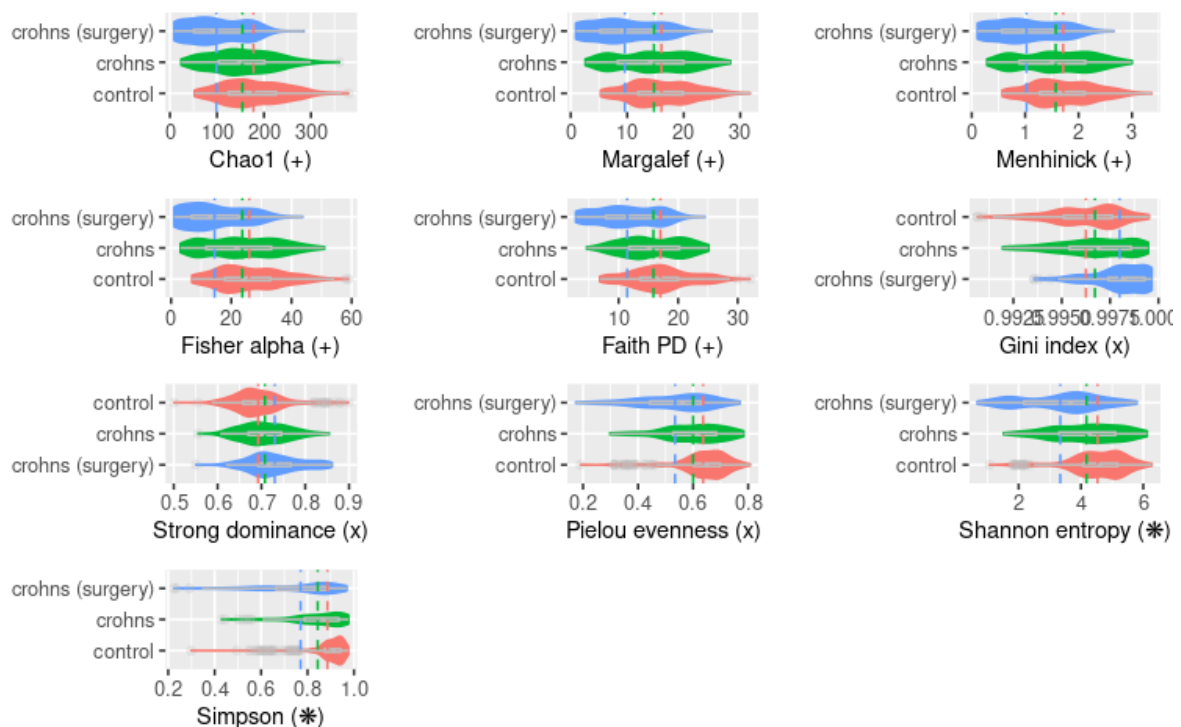 crohns (surgery)
crohns
control
0 100 200 300
Chao1 (+)
crohns (surgery)
crohns
control
0 10 20 30
Margalef (+)
crohns (surgery)
crohns
control
0 1 2 3
Menhinick (+)
crohns (surgery)
crohns
control
0 20 40 60
Fisher alpha (+)
crohns (surgery)
crohns
control
10 20 30
Faith PD (+)
control
crohns
crohns (surgery)
0.9925 0.9950 0.9975 1.000
Gini index (x)
control
crohns
crohns (surgery)
0.5 0.6 0.7 0.8 0.9
Strong dominance (x)
crohns (surgery)
crohns
control
0.2 0.4 0.6 0.8
Pielou evenness (x)
crohns (surgery)
crohns
control
2 4 6
Shannon entropy (❋)
crohns (surgery)
crohns
control
0.2 0.4 0.6 0.8 1.0
Simpson (❋)